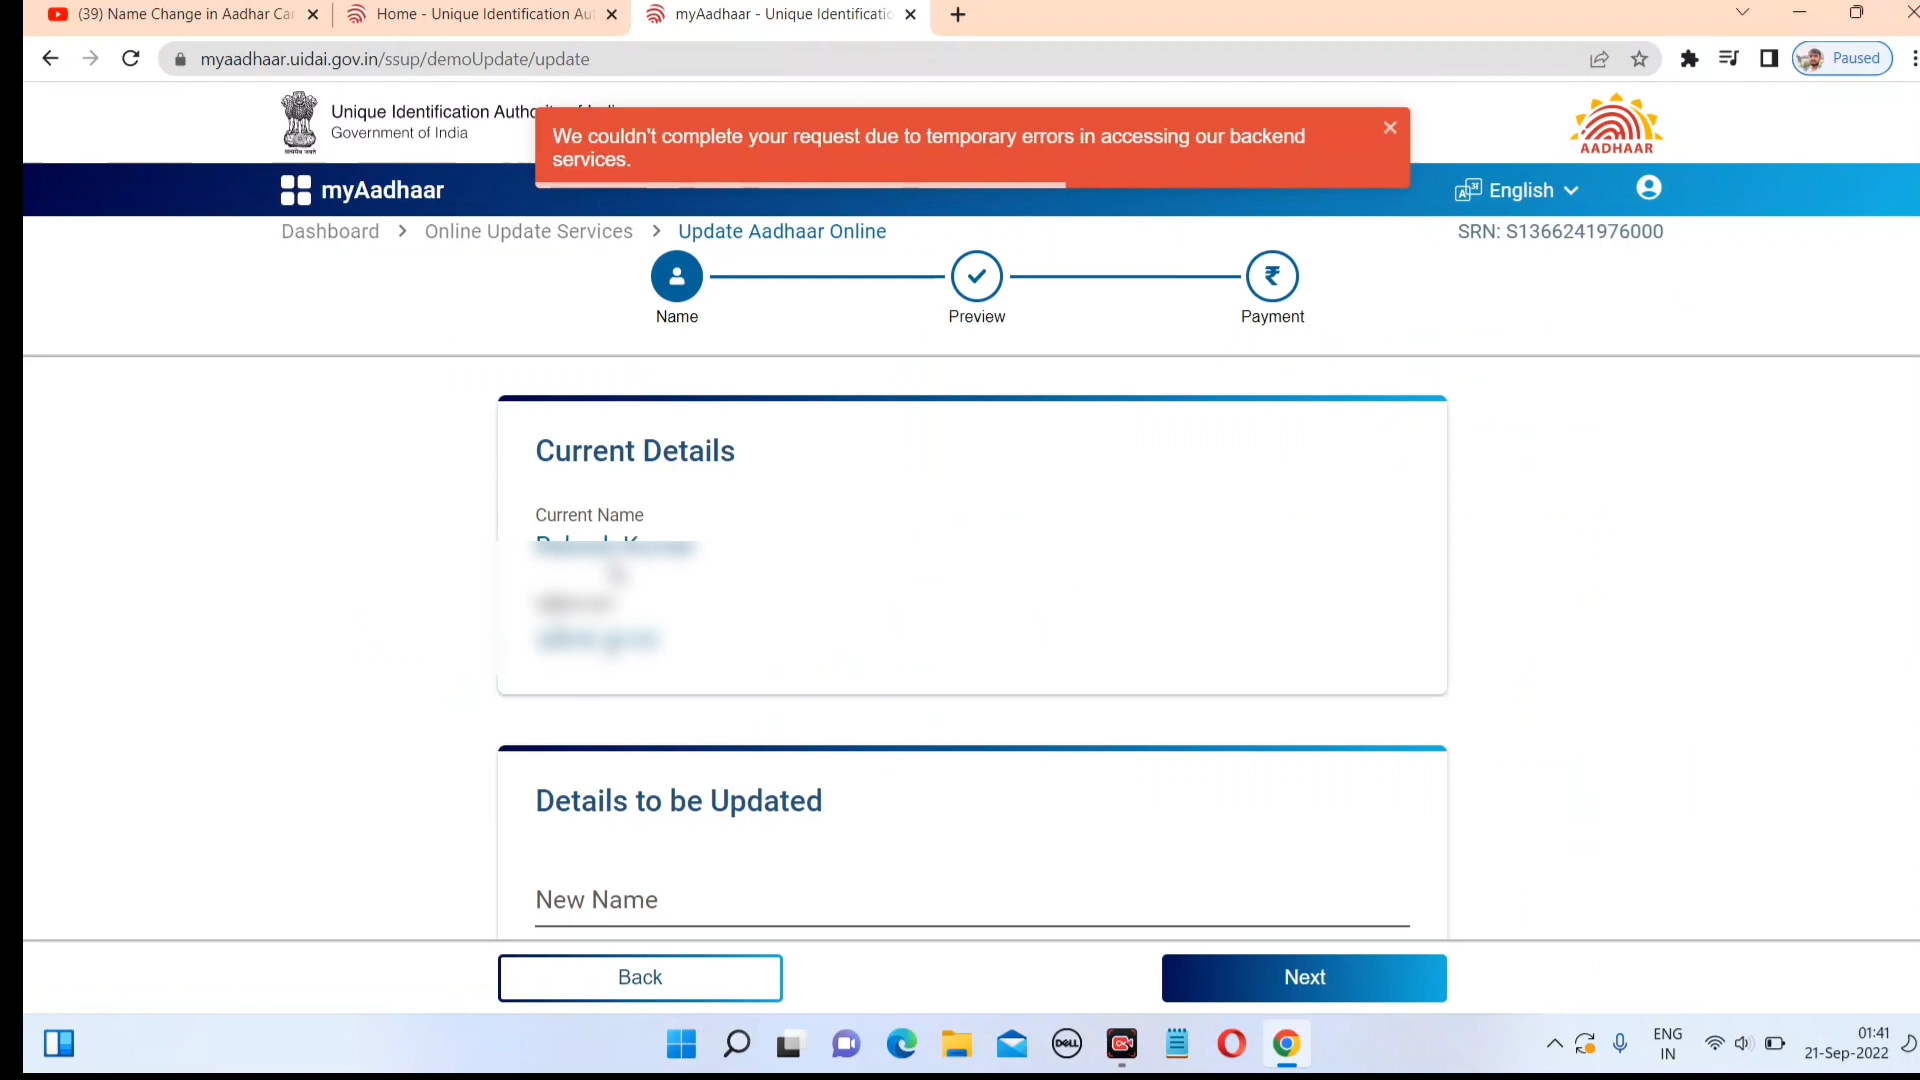 (39) Name Change in Aadhar Car
Home - Unique Identification Aut
myAadhaar - Unique Identificatio
myaadhaar.uidai.gov.in/ssup/demoUpdate/update
Paused
Unique Identification
Government of India
We couldn't complete your request due to temporary errors in accessing our backend
services.
AADHAAR
myAadhaar
English
Dashboard > Online Update Services > Update Aadhaar Online
SRN: S1366241976000
₹
Name
Preview
Payment
Current Details
Current Name
Details to be Updated
New Name
Back
Next
DELL
ENG
IN
01:41
21-Sep-2022